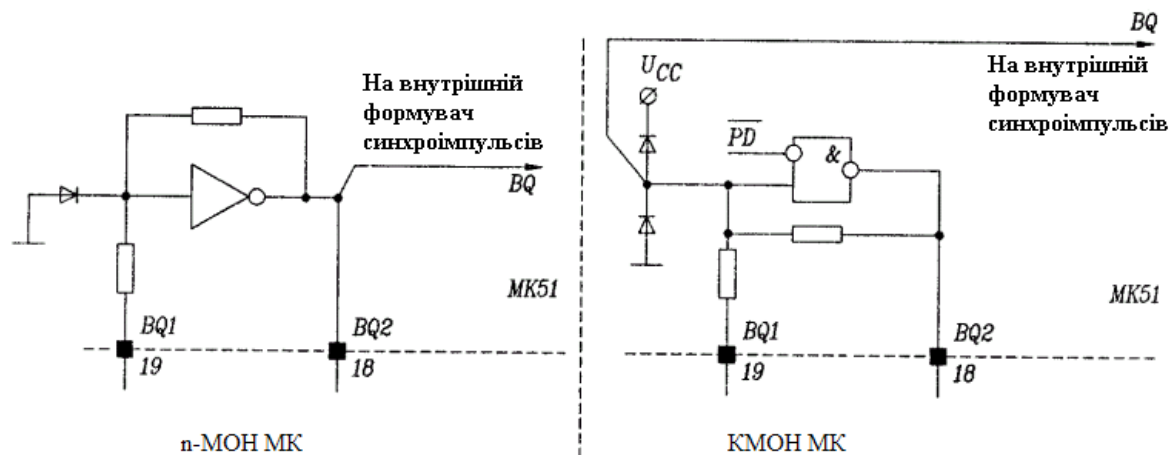 На внутрішній
формувач
синхроімпульсів
BQ
BQ1
BQ2
19
18
MK51
n-МОН МК
BQ
На внутрішній
формувач
синхроімпульсів
U_CC
PD
&
BQ1
BQ2
19
18
MK51
КМОН МК